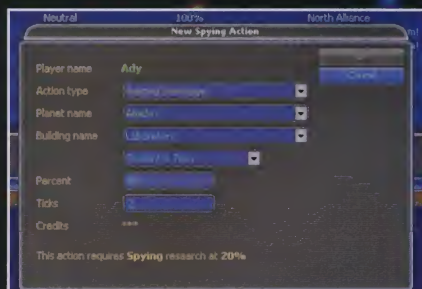 Neutral 100% North Alliance
New Spying Action
Player name Ady
Action type
Planet name
Building name Laboratory
Percent
Ticks 2
Credits ***
Cancel
This action requires Spying research at 20%